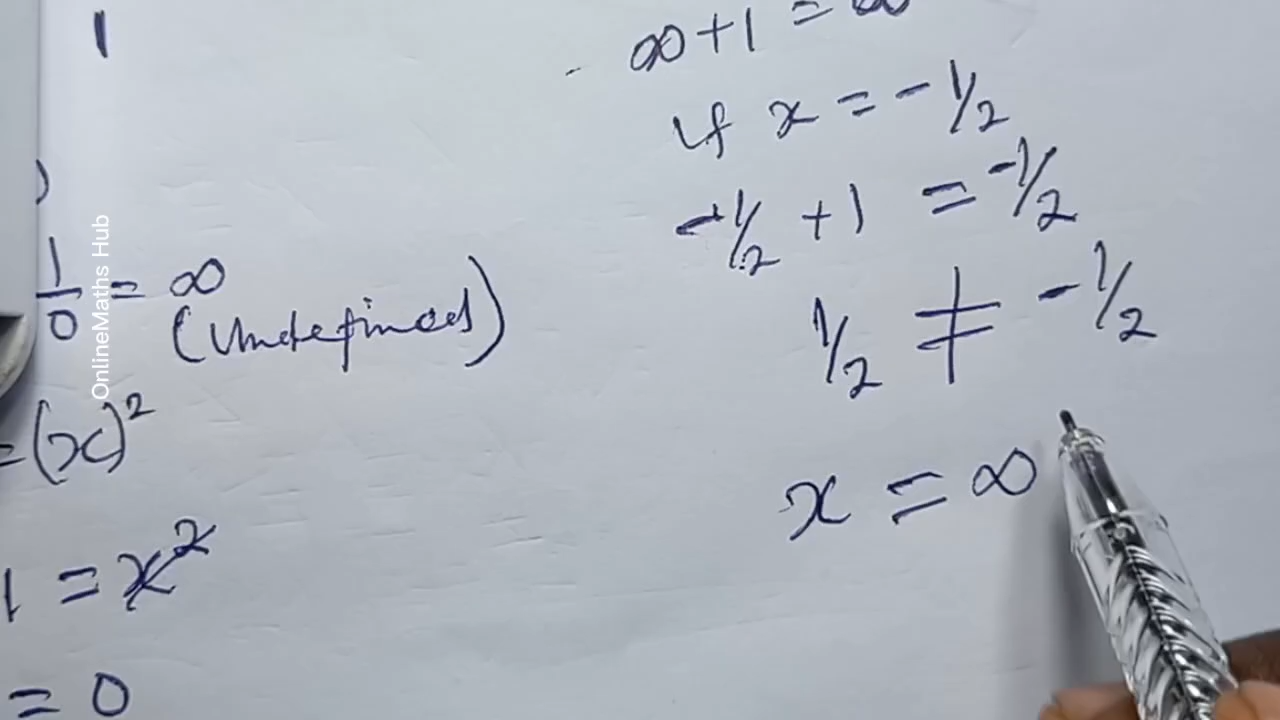 1
)
1/0 = ∞
(Undefined)
=(x)²
1 = x²
= 0
∞+1 = ∞
If x = -1/2
-1/2 +1 = -1/2
1/2 ≠ -1/2
x = ∞
OnlineMaths Hub